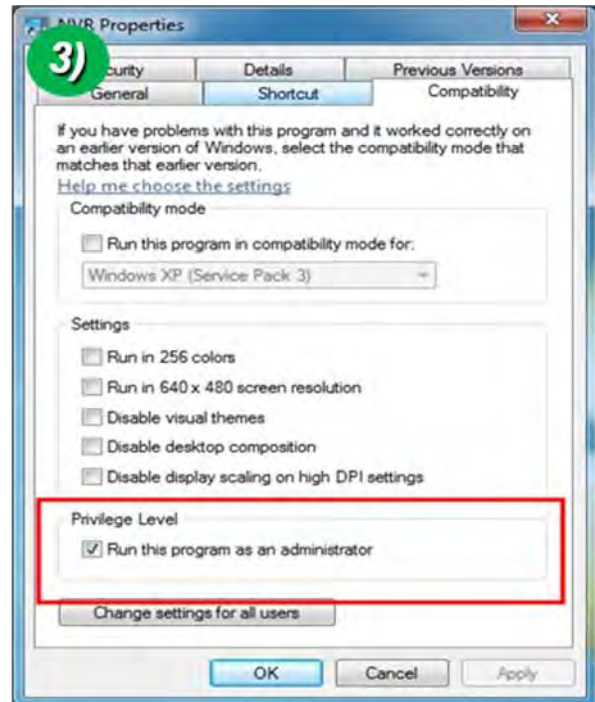 NVR Properties
3)
Security Details Previous Versions
General Shortcut Compatibility
If you have problems with this program and it worked correctly on
an earlier version of Windows, select the compatibility mode that
matches that earlier version.
Help me choose the settings
Compatibility mode
Run this program in compatibility mode for:
Windows XP (Service Pack 3)
Settings
Run in 256 colors
Run in 640 x 480 screen resolution
Disable visual themes
Disable desktop composition
Disable display scaling on high DPI settings
Privilege Level
Run this program as an administrator
Change settings for all users
OK Cancel Apply